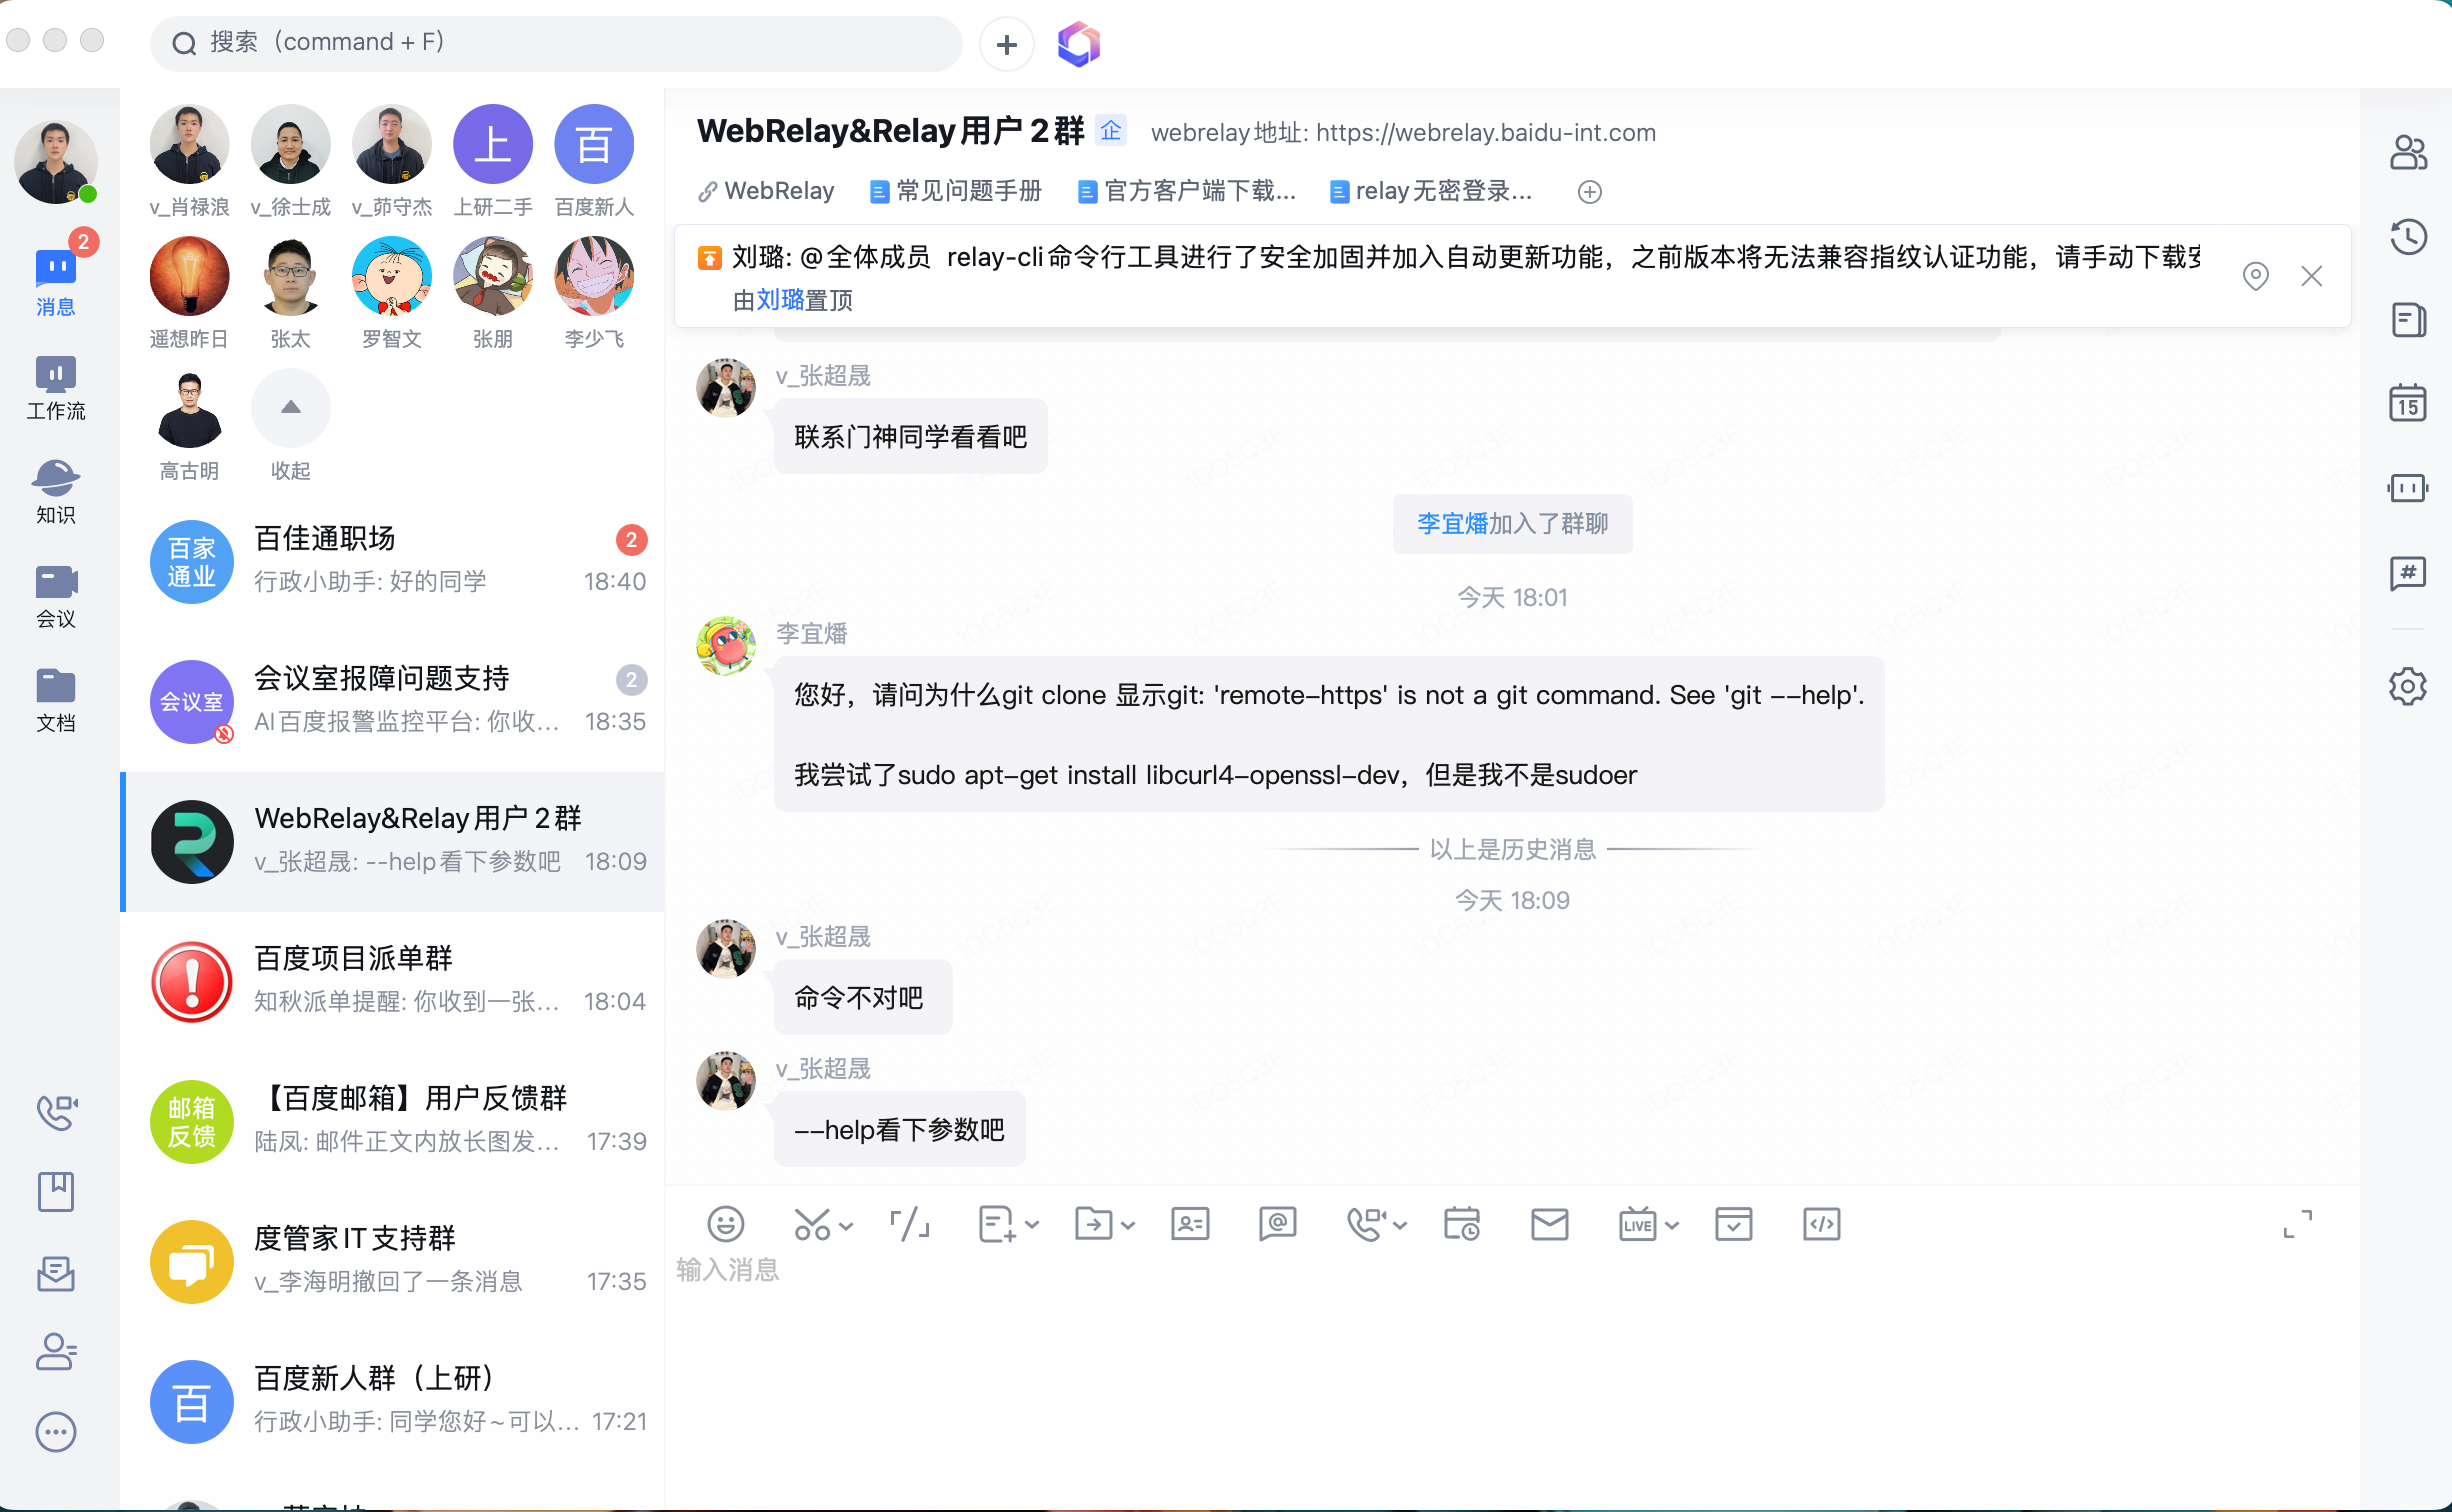 搜索（command + F）
2
消息
工作流
知识
会议
文档
v_肖禄浪
v_徐士成
v_茆守杰
上
上研二手
百
百度新人
遥想昨日
张太
罗智文
张朋
李少飞
高古明
收起
百家
通业
百佳通职场
2
行政小助手: 好的同学
18:40
会议室
会议室报障问题支持
2
AI百度报警监控平台: 你收...
18:35
WebRelay&Relay用户2群
v_张超晟: --help看下参数吧
18:09
百度项目派单群
知秋派单提醒: 你收到一张...
18:04
邮箱
反馈
【百度邮箱】用户反馈群
陆凤: 邮件正文内放长图发...
17:39
度管家IT支持群
v_李海明撤回了一条消息
17:35
百
百度新人群（上研）
行政小助手: 同学您好~可以...
17:21
WebRelay&Relay用户2群
企
webrelay地址: https://webrelay.baidu-int.com
WebRelay
常见问题手册
官方客户端下载...
relay无密登录...
刘璐: @全体成员 relay-cli命令行工具进行了安全加固并加入自动更新功能，之前版本将无法兼容指纹认证功能，请手动下载安
由刘璐置顶
v_张超晟
联系门神同学看看吧
李宜燔加入了群聊
今天 18:01
李宜燔
您好，请问为什么git clone 显示git: 'remote-https' is not a git command. See 'git --help'.
我尝试了sudo apt-get install libcurl4-openssl-dev，但是我不是sudoer
以上是历史消息
今天 18:09
v_张超晟
命令不对吧
v_张超晟
--help看下参数吧
LIVE
输入消息
15